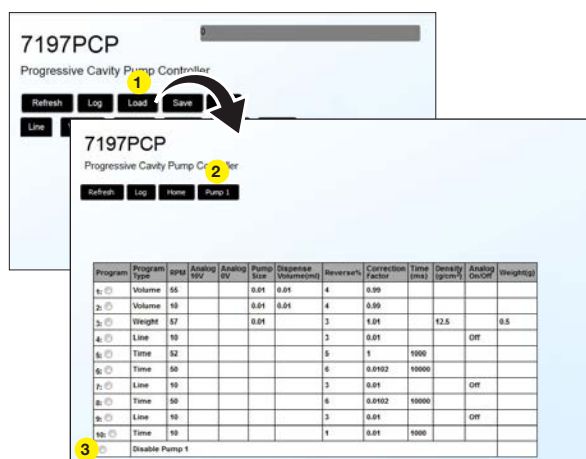 0
7197PCP
Progressive Cavity Pump Controller
1
Refresh Log Load Save
Line
7197PCP
Progressive Cavity Pump
2
Refresh Log Home Pump 1
Program Program Type RPM Analog 10V Analog 0V Pump Size Dispense Volume(ml) Reverse% Correction Factor Time (ms) Density (g/cm³) Analog On/Off Weight(g)
1: Volume 55 0.01 0.01 4 0.99
2: Volume 10 0.01 0.01 4 0.99
3: Weight 57 0.01 3 1.01 12.5 0.5
4: Line 10 3 0.01 Off
5: Time 52 5 1 1000
6: Time 50 6 0.0102 10000
7: Line 10 3 0.01 Off
8: Time 50 6 0.0102 10000
9: Line 10 3 0.01 Off
10: Time 10 1 0.01 1000
3 Disable Pump 1